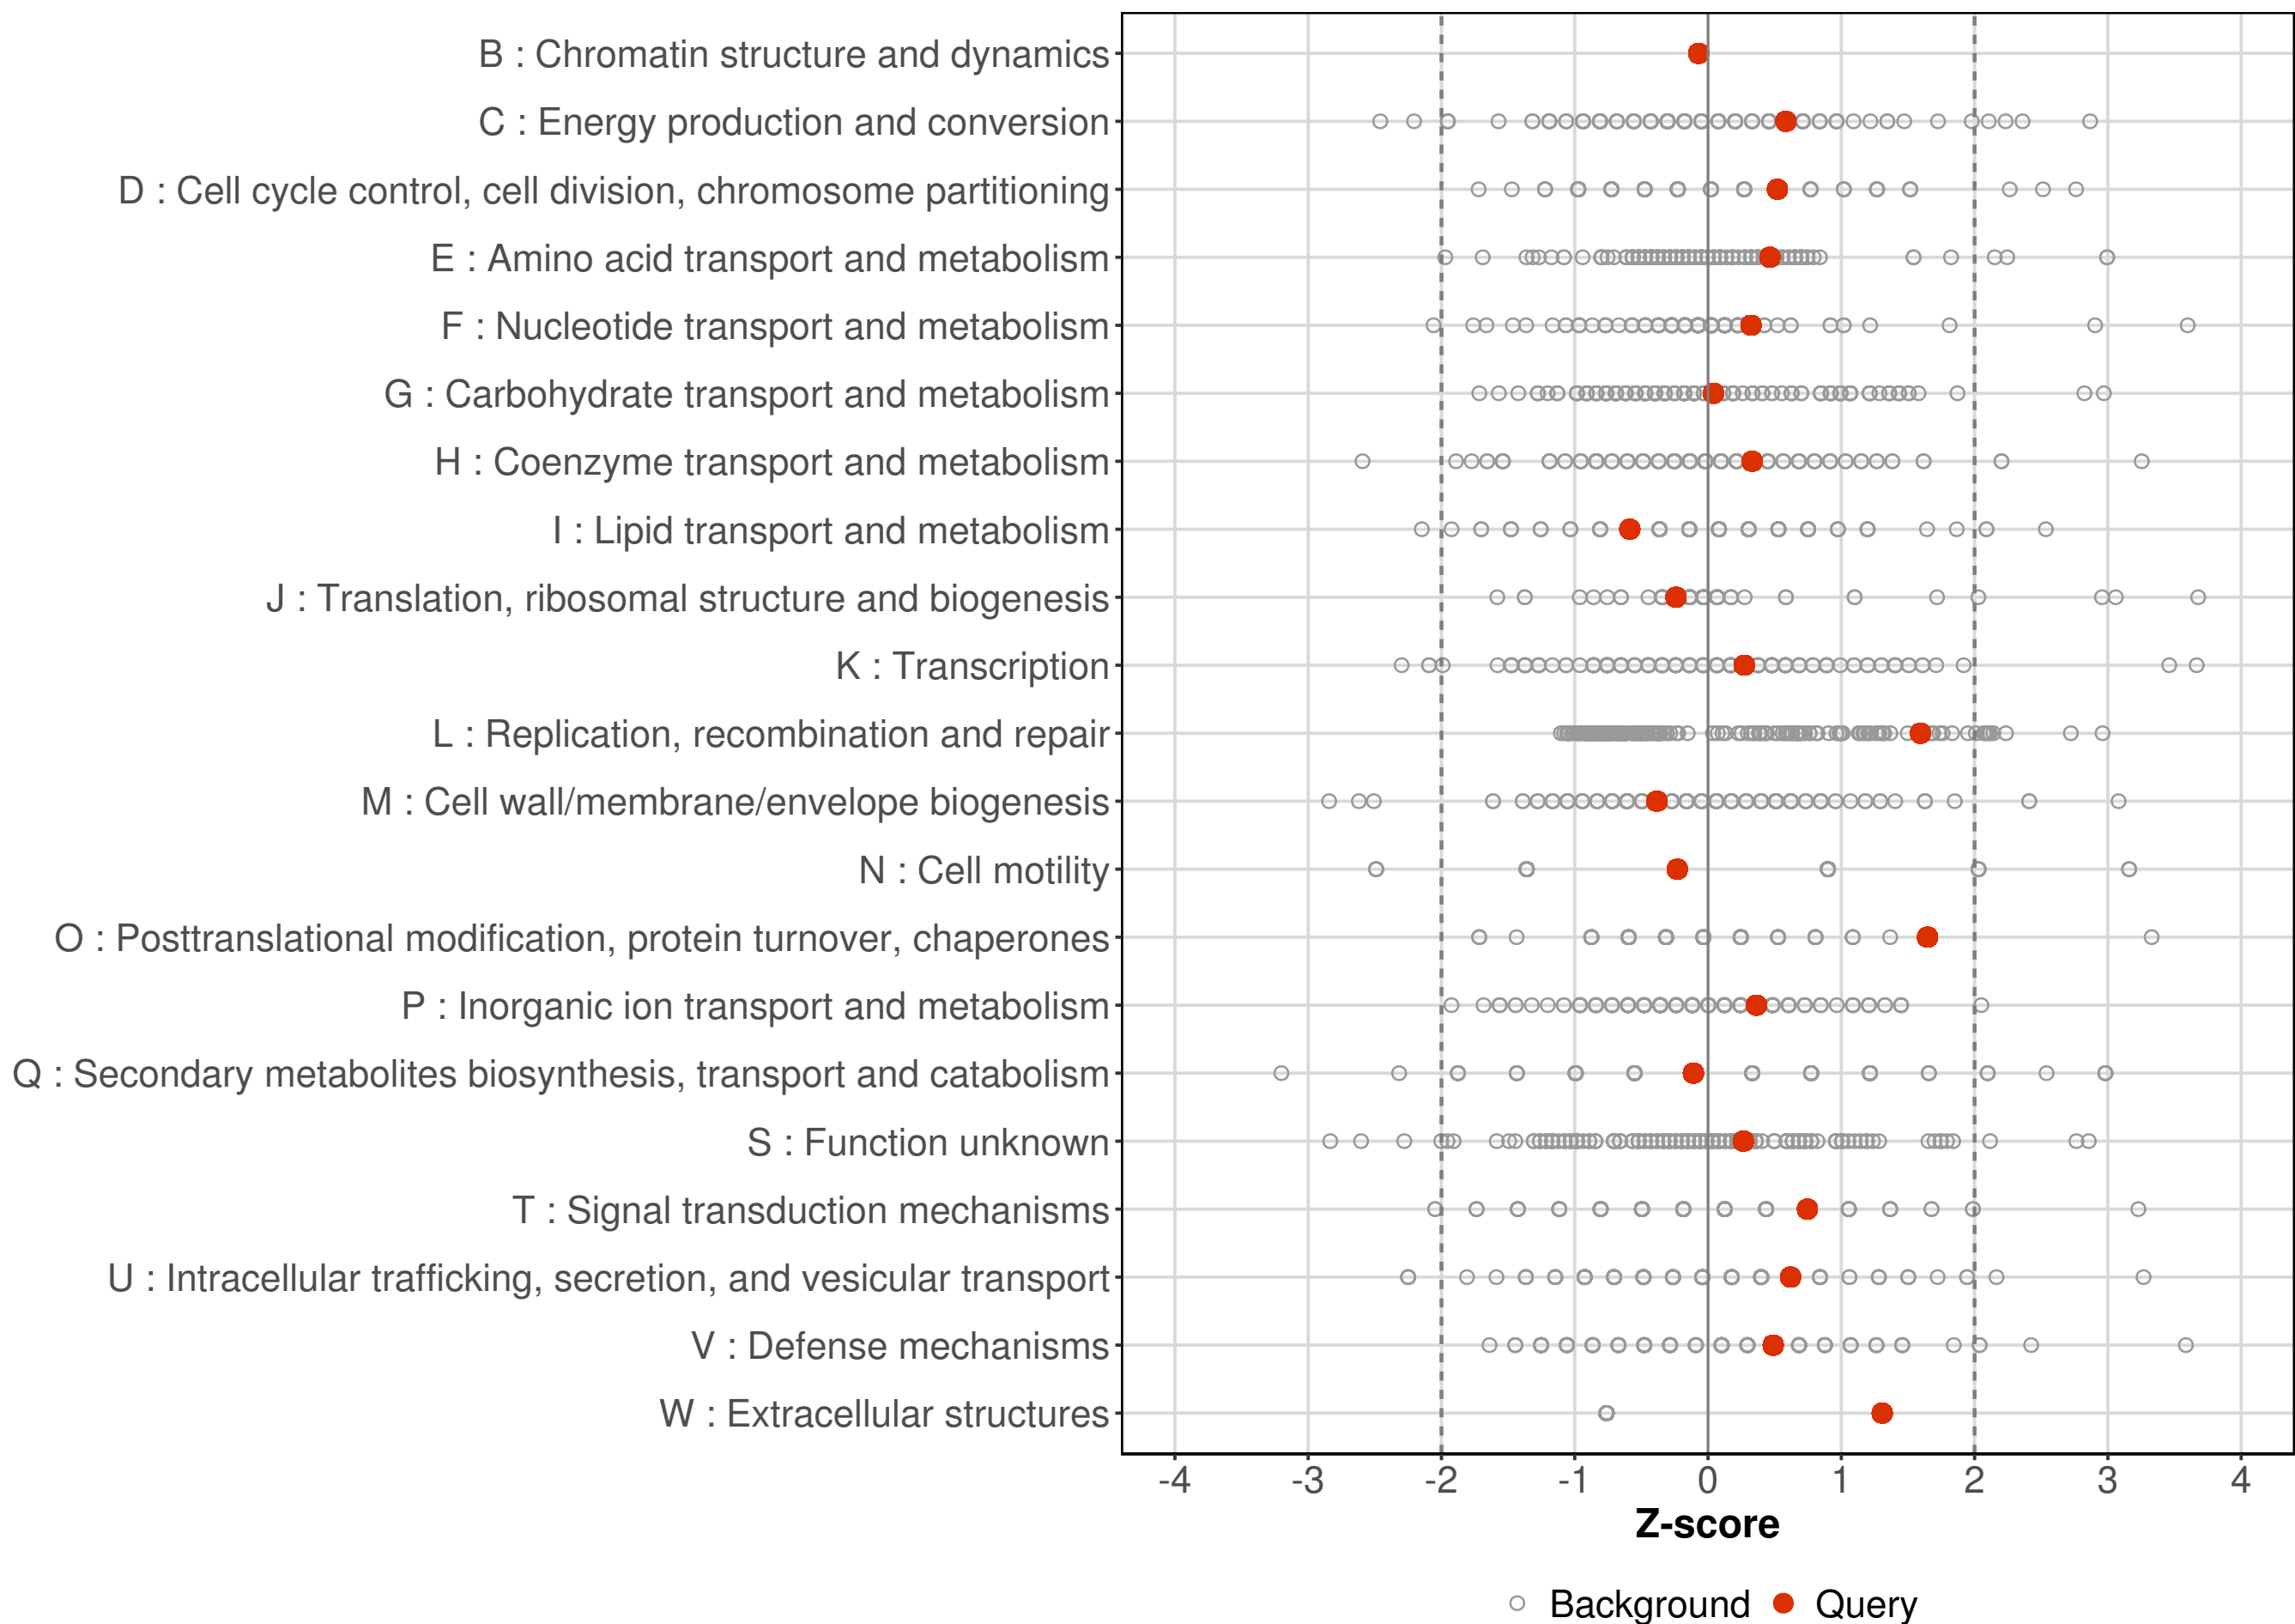 B : Chromatin structure and dynamics
C : Energy production and conversion
D : Cell cycle control, cell division, chromosome partitioning
E : Amino acid transport and metabolism
F : Nucleotide transport and metabolism
G : Carbohydrate transport and metabolism
H : Coenzyme transport and metabolism
I : Lipid transport and metabolism
J : Translation, ribosomal structure and biogenesis
K : Transcription
L : Replication, recombination and repair
M : Cell wall/membrane/envelope biogenesis
N : Cell motility
O : Posttranslational modification, protein turnover, chaperones
P : Inorganic ion transport and metabolism
Q : Secondary metabolites biosynthesis, transport and catabolism
S : Function unknown
T : Signal transduction mechanisms
U : Intracellular trafficking, secretion, and vesicular transport
V : Defense mechanisms
W : Extracellular structures
-4 -3 -2 -1 0 1 2 3 4
Z-score
Background Query